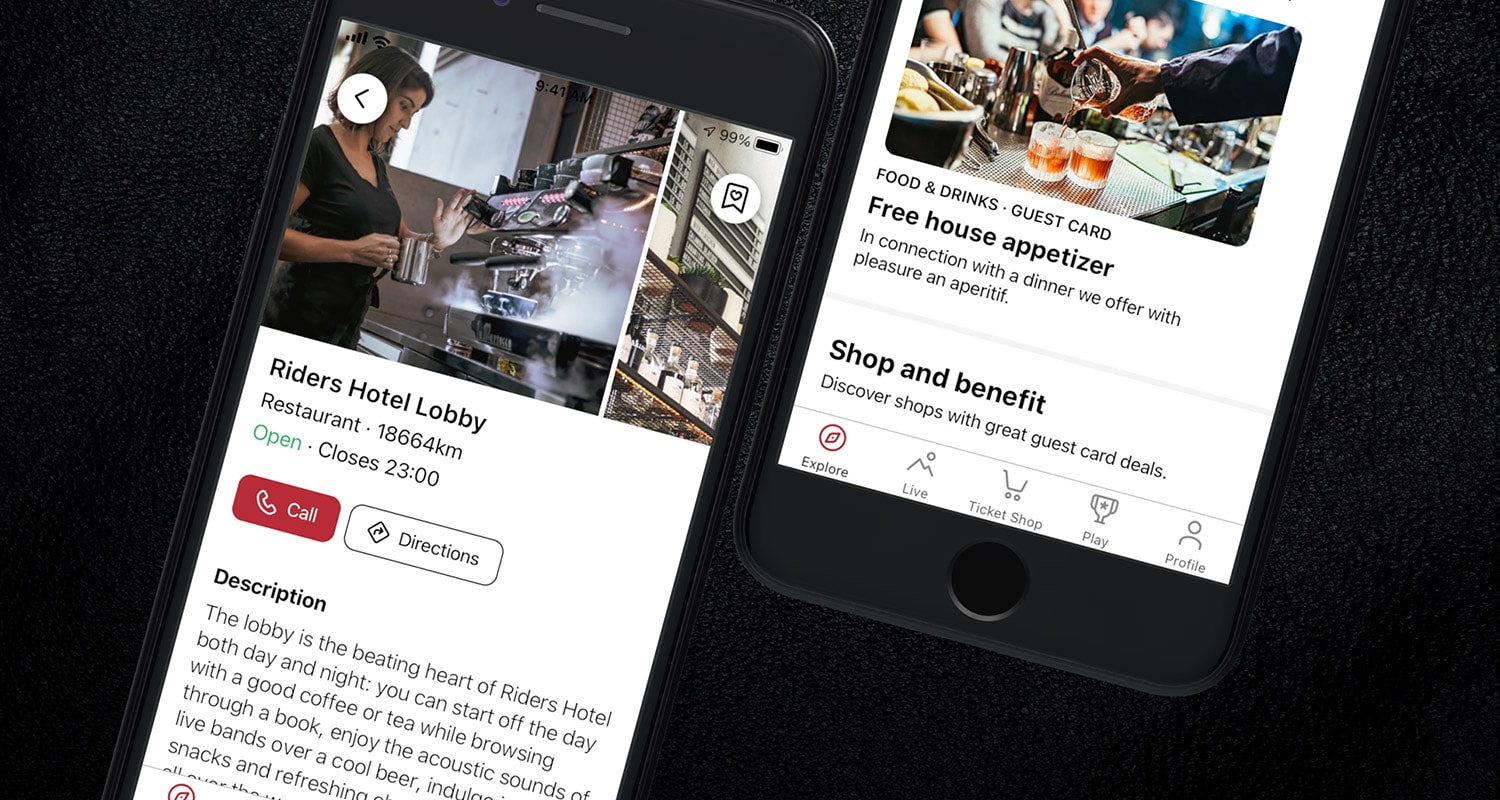 9:41 AM
99%
Riders Hotel Lobby
Restaurant · 18664km
Open · Closes 23:00
Call
Directions
Description
The lobby is the beating heart of Riders Hotel
both day and night: you can start off the day
with a good coffee or tea while browsing
through a book, enjoy the acoustic sounds of
live bands over a cool beer, indulge
snacks and refreshing
all over the
FOOD & DRINKS · GUEST CARD
Free house appetizer
In connection with a dinner we offer with
pleasure an aperitif.
Shop and benefit
Discover shops with great guest card deals.
Explore
Live
Ticket Shop
Play
Profile